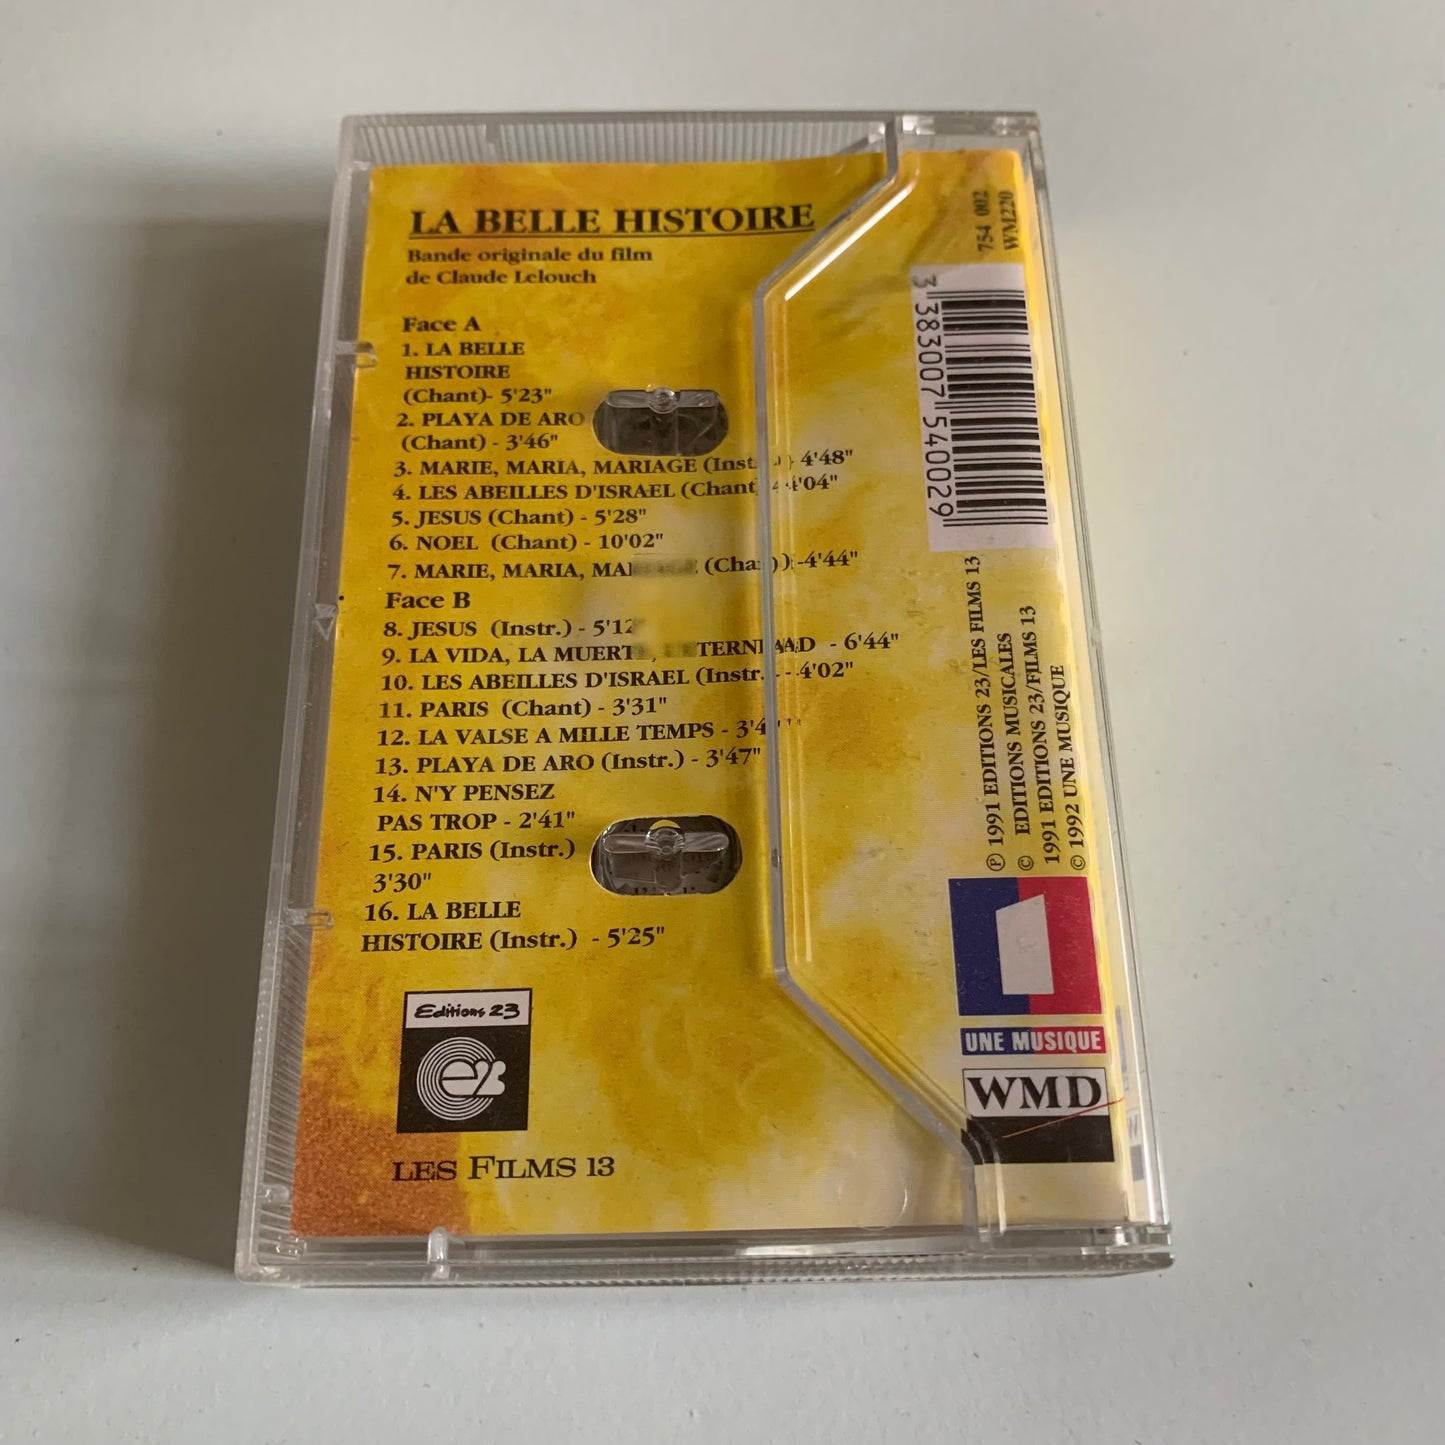 LA BELLE HISTOIRE
Bande originale du film
de Claude Lelouch
Face A
1. LA BELLE
HISTOIRE
(Chant)- 5'23"
2. PLAYA DE ARO
(Chant) - 3'46"
3. MARIE, MARIA, MARIAGE (Inst.) 4'48"
4. LES ABEILLES D'ISRAEL (Chant) 4'04"
5. JESUS (Chant) - 5'28"
6. NOEL (Chant) - 10'02"
7. MARIE, MARIA, -4'44"
Face B
8. JESUS (Instr.) - 5'12
9. LA VIDA, LA - 6'44"
10. LES ABEILLES D'ISRAEL (Instr. - 4'02"
11. PARIS (Chant) - 3'31"
12. LA VALSE A MILLE TEMPS -
13. PLAYA DE ARO (Instr.) - 3'47"
14. N'Y PENSEZ
PAS TROP - 2'41"
15. PARIS (Instr.)
3'30"
16. LA BELLE
HISTOIRE (Instr.) - 5'25"
Editions 23
LES FILMS 13
754 002
WM220
3 383007 540029
℗ 1991 EDITIONS 23/LES FILMS 13
© EDITIONS MUSICALES
1991 EDITIONS 23/FILMS 13
© 1992 UNE MUSIQUE
1
UNE MUSIQUE
WMD